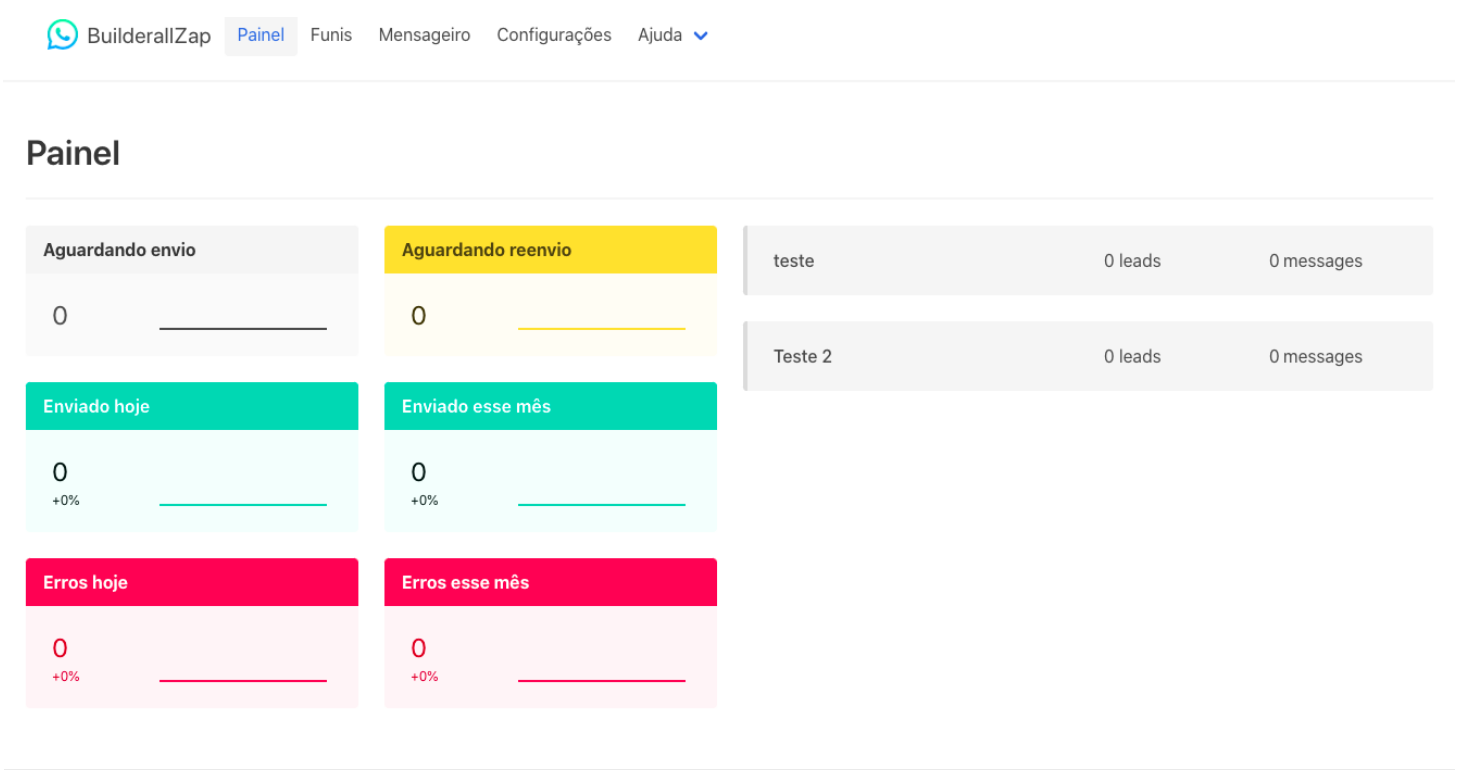 BuilderallZap Painel Funis Mensageiro Configurações Ajuda
Painel
Aguardando envio
0
Aguardando reenvio
0
Enviado hoje
0
+0%
Enviado esse mês
0
+0%
Erros hoje
0
+0%
Erros esse mês
0
+0%
teste 0 leads 0 messages
Teste 2 0 leads 0 messages